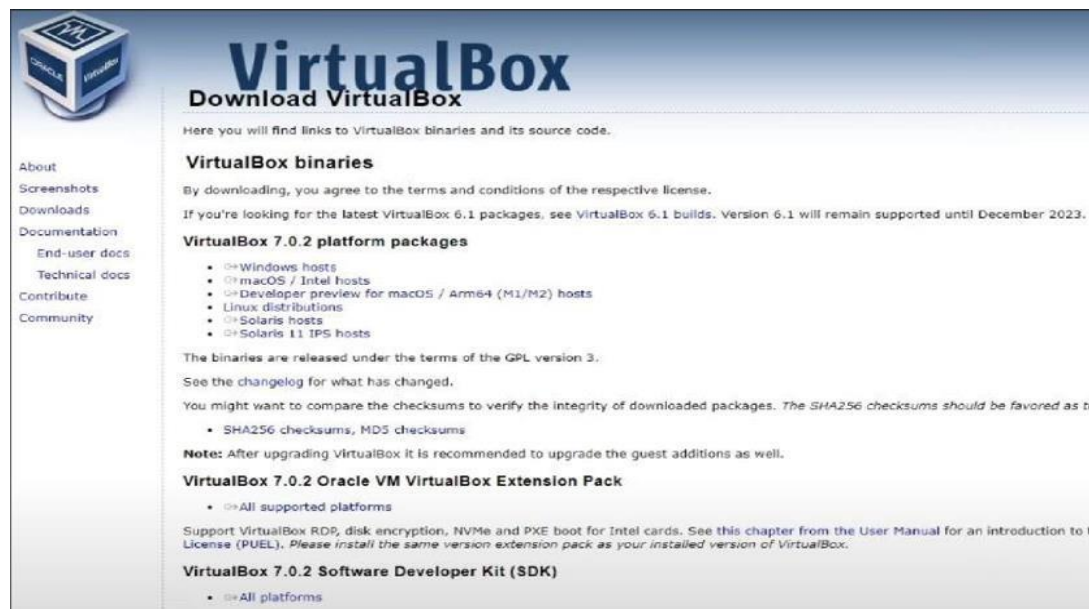 ORACLE
VirtualBox
VirtualBox
Download VirtualBox
Here you will find links to VirtualBox binaries and its source code.
About
Screenshots
Downloads
Documentation
End-user docs
Technical docs
Contribute
Community
VirtualBox binaries
By downloading, you agree to the terms and conditions of the respective license.
If you're looking for the latest VirtualBox 6.1 packages, see VirtualBox 6.1 builds. Version 6.1 will remain supported until December 2023.
VirtualBox 7.0.2 platform packages
• Windows hosts
• macOS / Intel hosts
• Developer preview for macOS / Arm64 (M1/M2) hosts
• Linux distributions
• Solaris hosts
• Solaris 11 IPS hosts
The binaries are released under the terms of the GPL version 3.
See the changelog for what has changed.
You might want to compare the checksums to verify the integrity of downloaded packages. The SHA256 checksums should be favored as
• SHA256 checksums, MD5 checksums
Note: After upgrading VirtualBox it is recommended to upgrade the guest additions as well.
VirtualBox 7.0.2 Oracle VM VirtualBox Extension Pack
• All supported platforms
Support VirtualBox RDP, disk encryption, NVMe and PXE boot for Intel cards. See this chapter from the User Manual for an introduction to
License (PUEL). Please install the same version extension pack as your installed version of VirtualBox.
VirtualBox 7.0.2 Software Developer Kit (SDK)
• All platforms